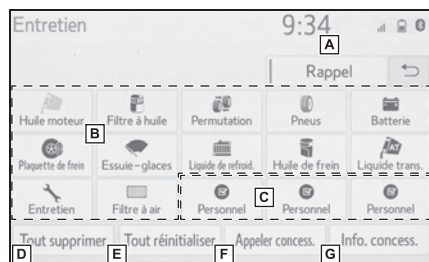 Entretien 9:34
A
Rappel
Huile moteur Filtre à huile Permutation Pneus Batterie
B
Plaquette de frein Essuie-glaces Liquide de refroid. Huile de frein Liquide trans.
C
Entretien Filtre à air Personnel Personnel Personnel
Tout supprimer Tout réinitialiser Appeler concess. Info. concess.
D E F G